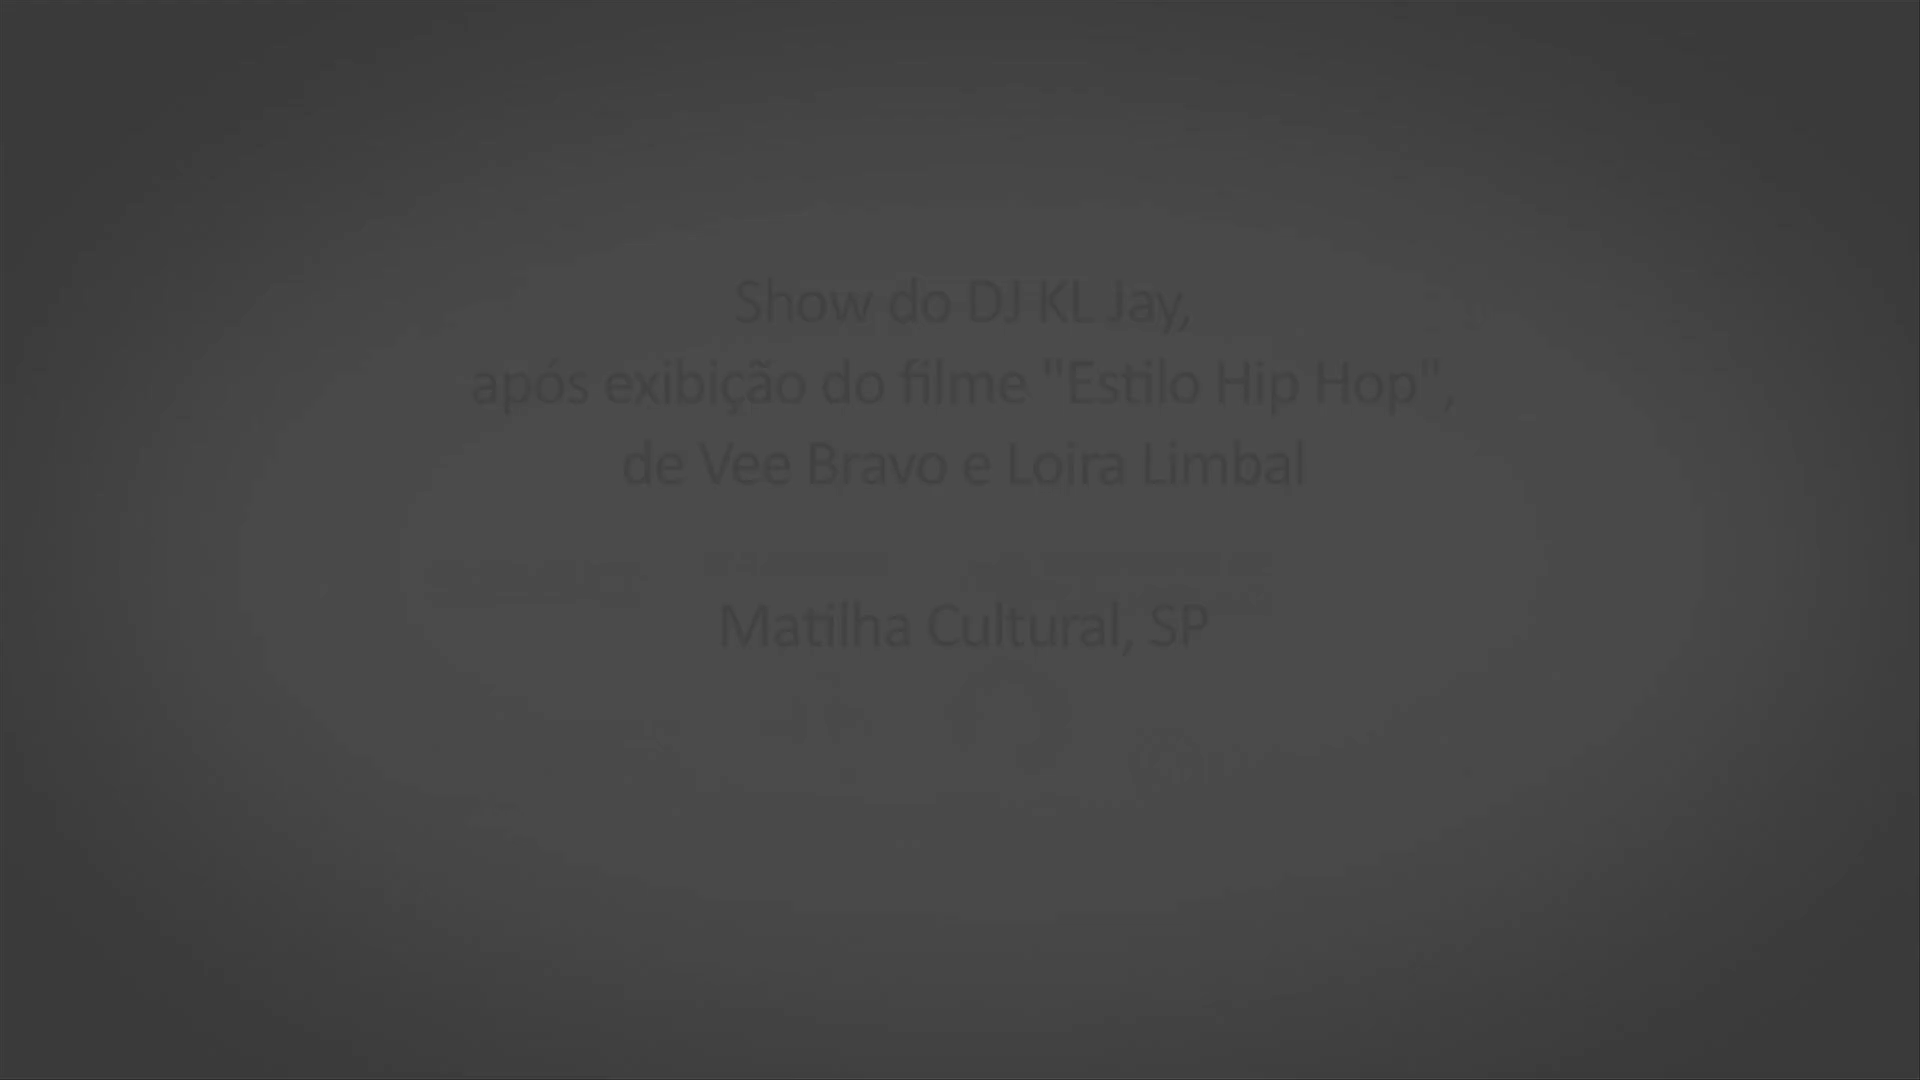 Show do DJ KL Jay,
após exibição do filme "Estilo Hip Hop",
de Vee Bravo e Loira Limbal
Matilha Cultural, SP